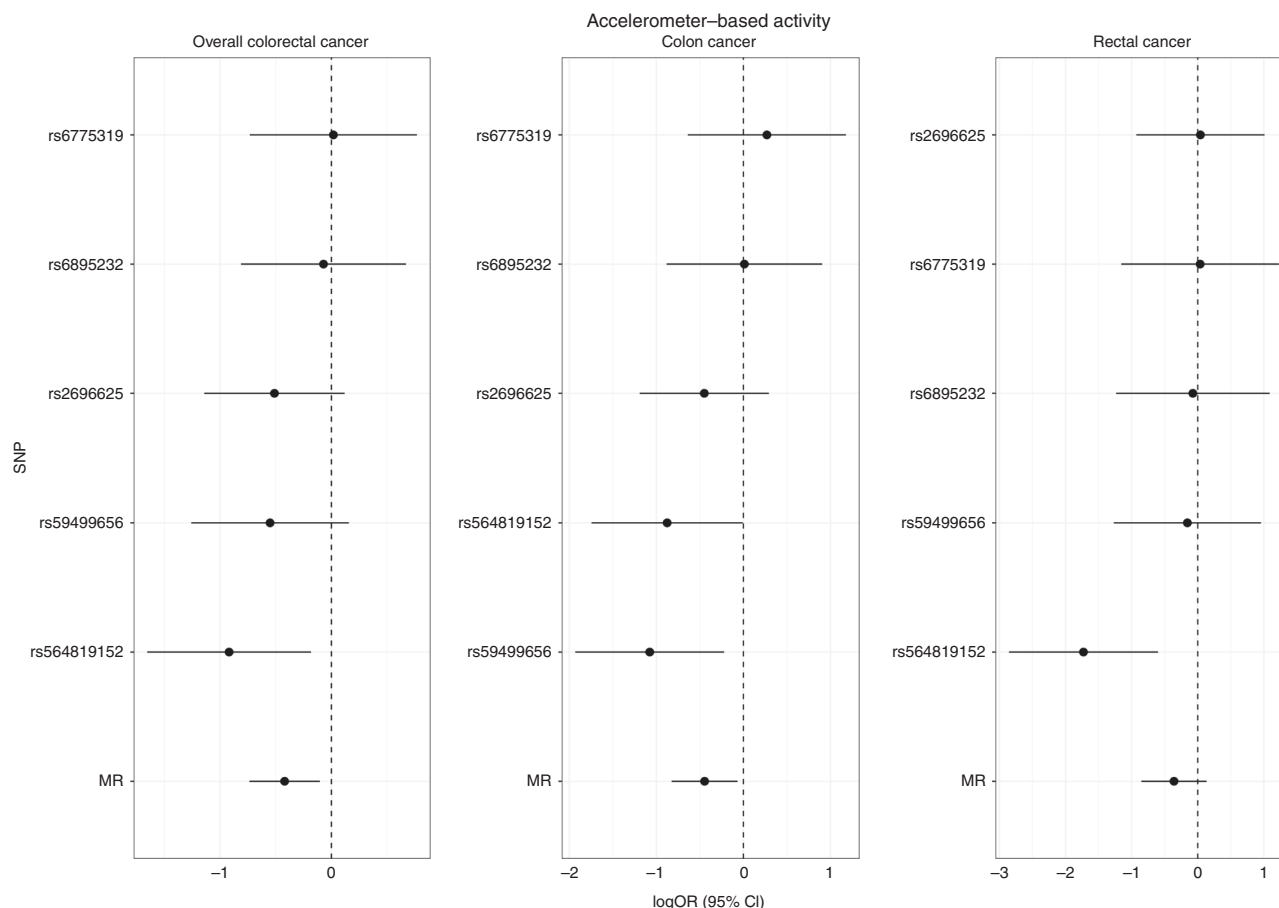 Accelerometer–based activity
Overall colorectal cancer
Colon cancer
Rectal cancer
SNP
rs6775319
rs6895232
rs2696625
rs59499656
rs564819152
MR
–1
0
rs6775319
rs6895232
rs2696625
rs564819152
rs59499656
MR
–2
–1
0
1
rs2696625
rs6775319
rs6895232
rs59499656
rs564819152
MR
–3
–2
–1
0
1
logOR (95% CI)